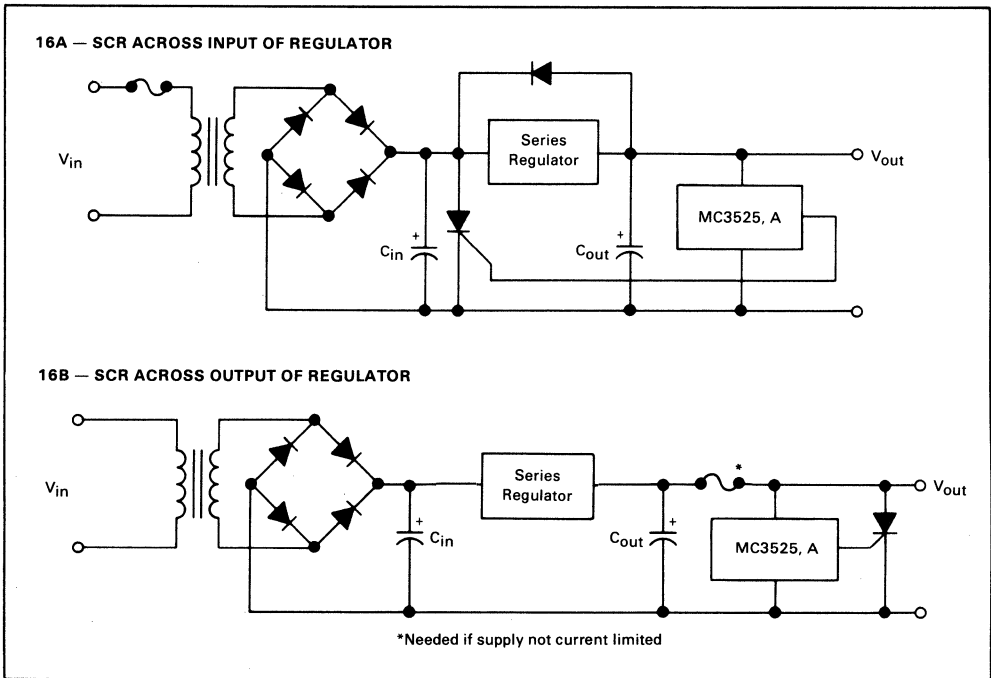 16A — SCR ACROSS INPUT OF REGULATOR
Series
Regulator
Vout
Vin
MC3525, A
+
Cin
+
Cout
16B — SCR ACROSS OUTPUT OF REGULATOR
Series
Regulator
*
Vout
Vin
+
Cin
+
Cout
MC3525, A
*Needed if supply not current limited